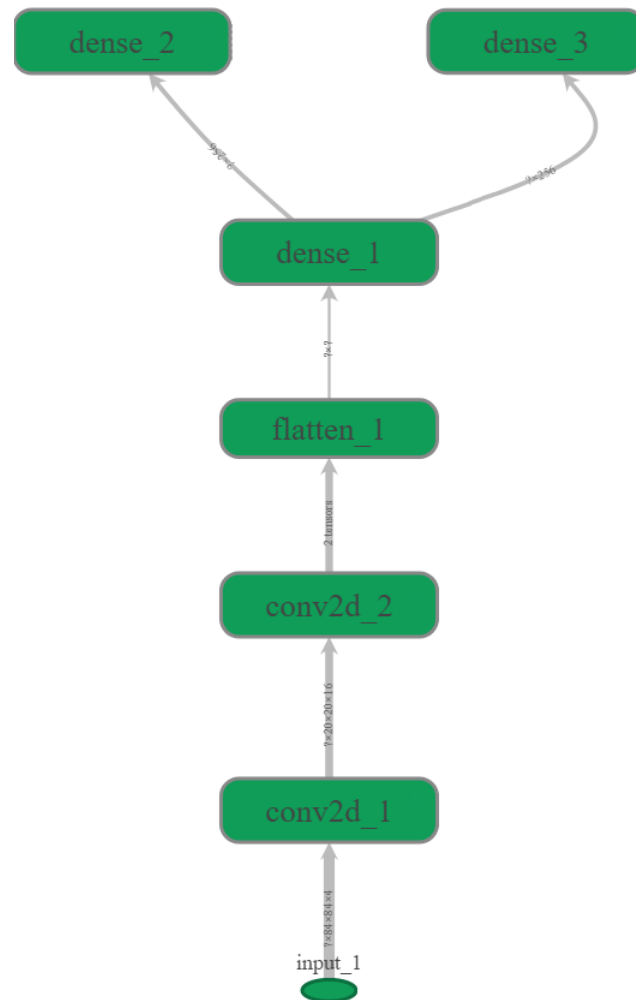 dense_2
dense_3
?×256
?×256
dense_1
?×?
flatten_1
2 tensors
conv2d_2
?×20×20×16
conv2d_1
?×84×84×4
input_1